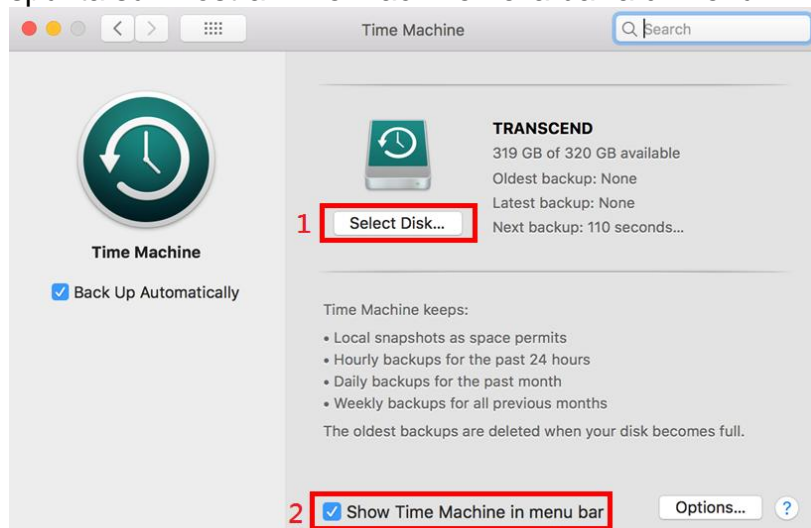 Time Machine
Search
TRANSCEND
319 GB of 320 GB available
Oldest backup: None
Latest backup: None
1 Select Disk...
Next backup: 110 seconds...
Time Machine
Back Up Automatically
Time Machine keeps:
• Local snapshots as space permits
• Hourly backups for the past 24 hours
• Daily backups for the past month
• Weekly backups for all previous months
The oldest backups are deleted when your disk becomes full.
2 Show Time Machine in menu bar
Options...
?